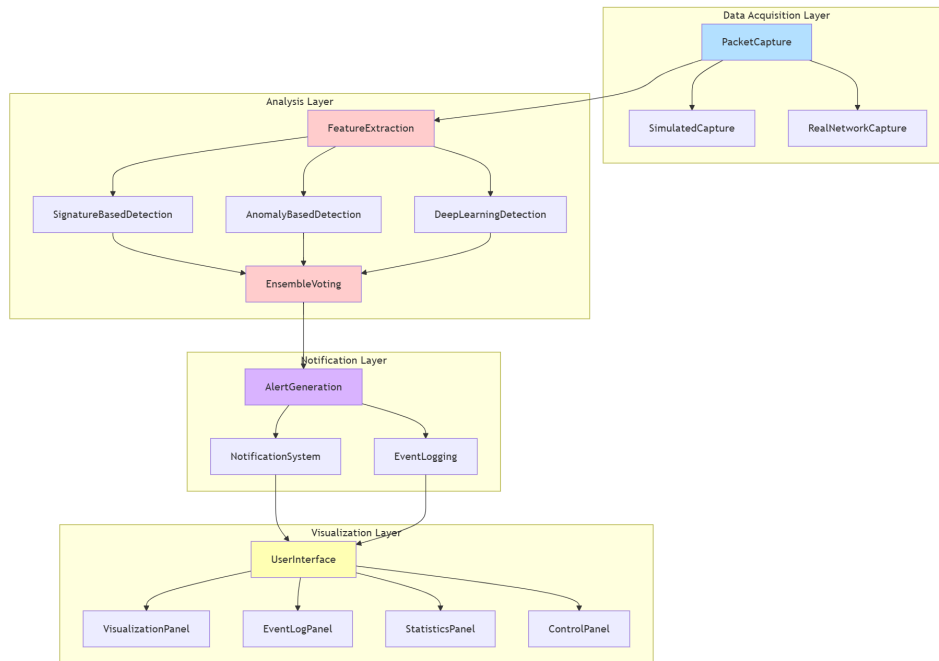 Data Acquisition Layer
PacketCapture
SimulatedCapture
RealNetworkCapture
Analysis Layer
FeatureExtraction
SignatureBasedDetection
AnomalyBasedDetection
DeepLearningDetection
EnsembleVoting
Notification Layer
AlertGeneration
NotificationSystem
EventLogging
Visualization Layer
UserInterface
VisualizationPanel
EventLogPanel
StatisticsPanel
ControlPanel